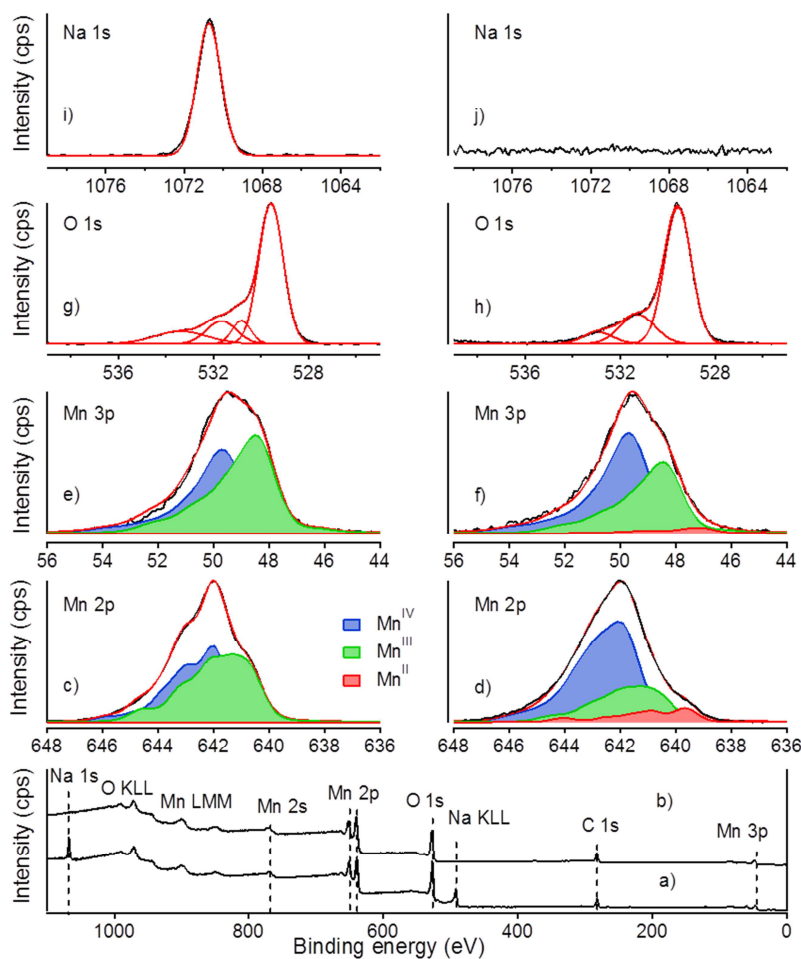 Intensity (cps)
Na 1s
i)
1076 1072 1068 1064
Na 1s
j)
1076 1072 1068 1064
Intensity (cps)
O 1s
g)
536 532 528
O 1s
h)
536 532 528
Intensity (cps)
Mn 3p
e)
56 54 52 50 48 46 44
Mn 3p
f)
56 54 52 50 48 46 44
Intensity (cps)
Mn 2p
c)
Mn^IV
Mn^III
Mn^II
648 646 644 642 640 638 636
Mn 2p
d)
648 646 644 642 640 638 636
Intensity (cps)
Na 1s
O KLL
Mn LMM
Mn 2s
Mn 2p
O 1s
Na KLL
C 1s
Mn 3p
b)
a)
1000 800 600 400 200 0
Binding energy (eV)